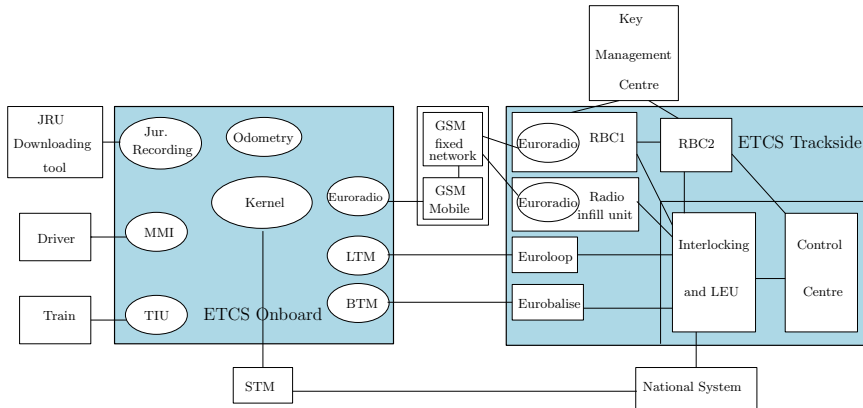 Key
Management
Centre
JRU
Downloading
tool
Jur.
Recording
Odometry
Kernel
Euroradio
MMI
LTM
BTM
TIU
ETCS Onboard
Driver
Train
STM
GSM
fixed
network
GSM
Mobile
Euroradio
RBC1
RBC2
ETCS Trackside
Euroradio
Radio
infill unit
Euroloop
Eurobalise
Interlocking
and LEU
Control
Centre
National System